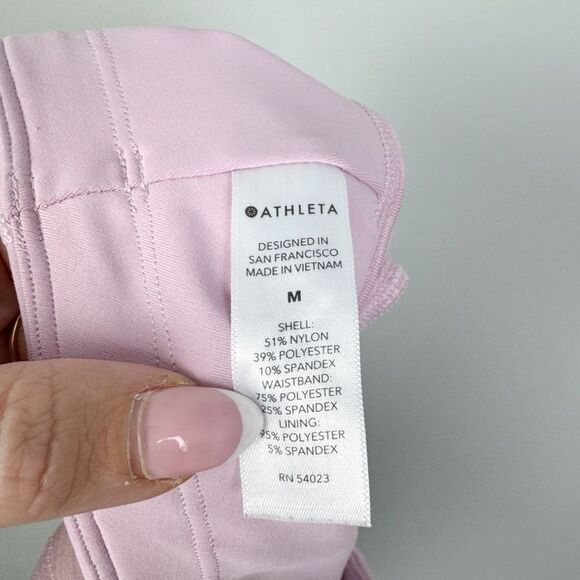 ATHLETA
DESIGNED IN
SAN FRANCISCO
MADE IN VIETNAM
M
SHELL:
51% NYLON
39% POLYESTER
10% SPANDEX
WAISTBAND:
75% POLYESTER
25% SPANDEX
LINING:
95% POLYESTER
5% SPANDEX
RN 54023